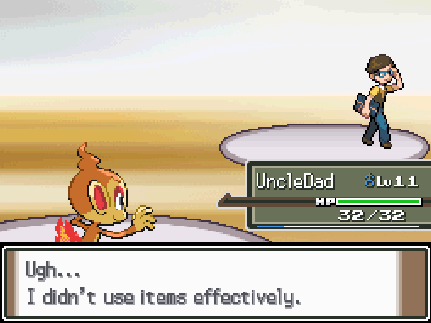 UncleDad ♂Lv11
HP
32/32
Ugh...
I didn't use items effectively.